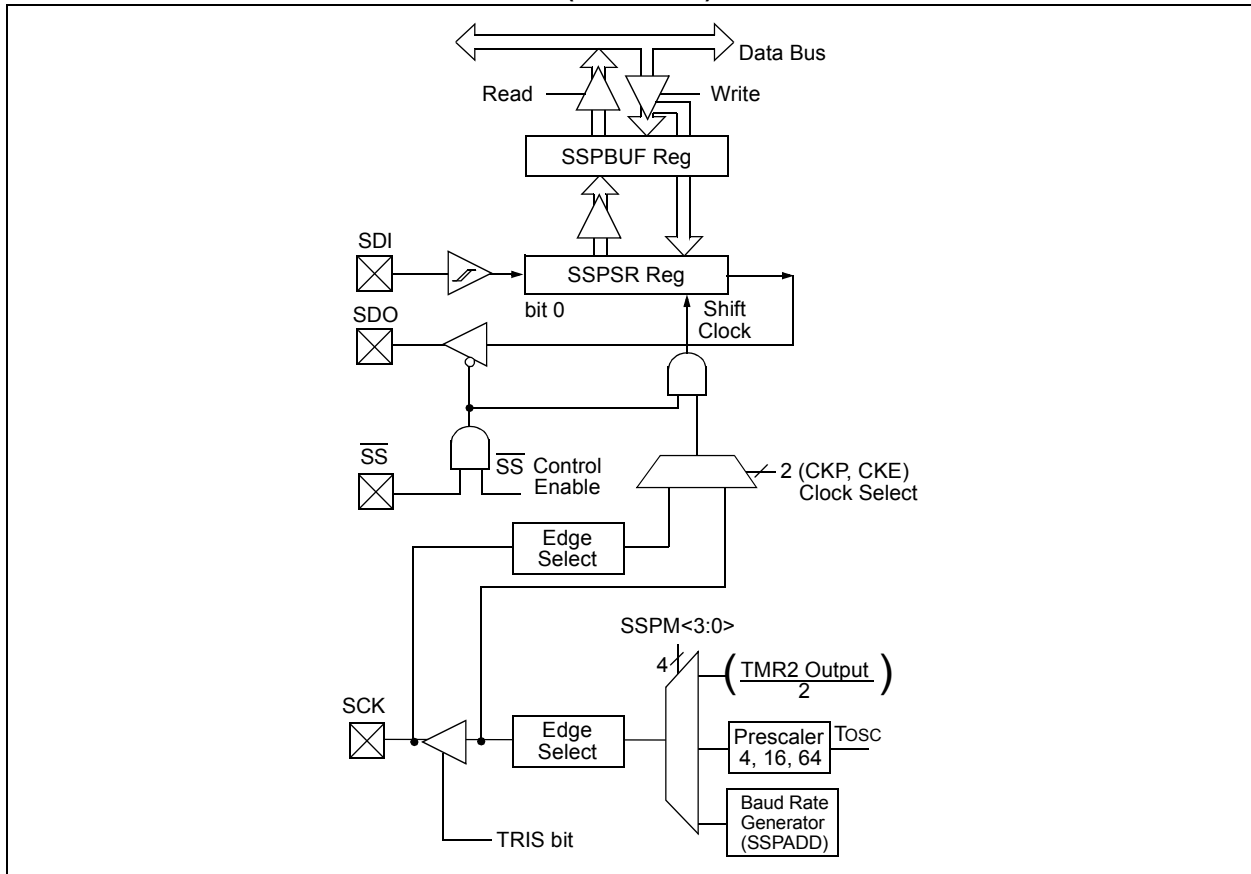 Data Bus
Read
Write
SSPBUF Reg
SDI
SSPSR Reg
bit 0
Shift
Clock
SDO
SS
SS Control
Enable
2 (CKP, CKE)
Clock Select
Edge
Select
SSPM<3:0>
4
(TMR2 Output)
2
SCK
Edge
Select
Prescaler
4, 16, 64
TOSC
Baud Rate
Generator
(SSPADD)
TRIS bit